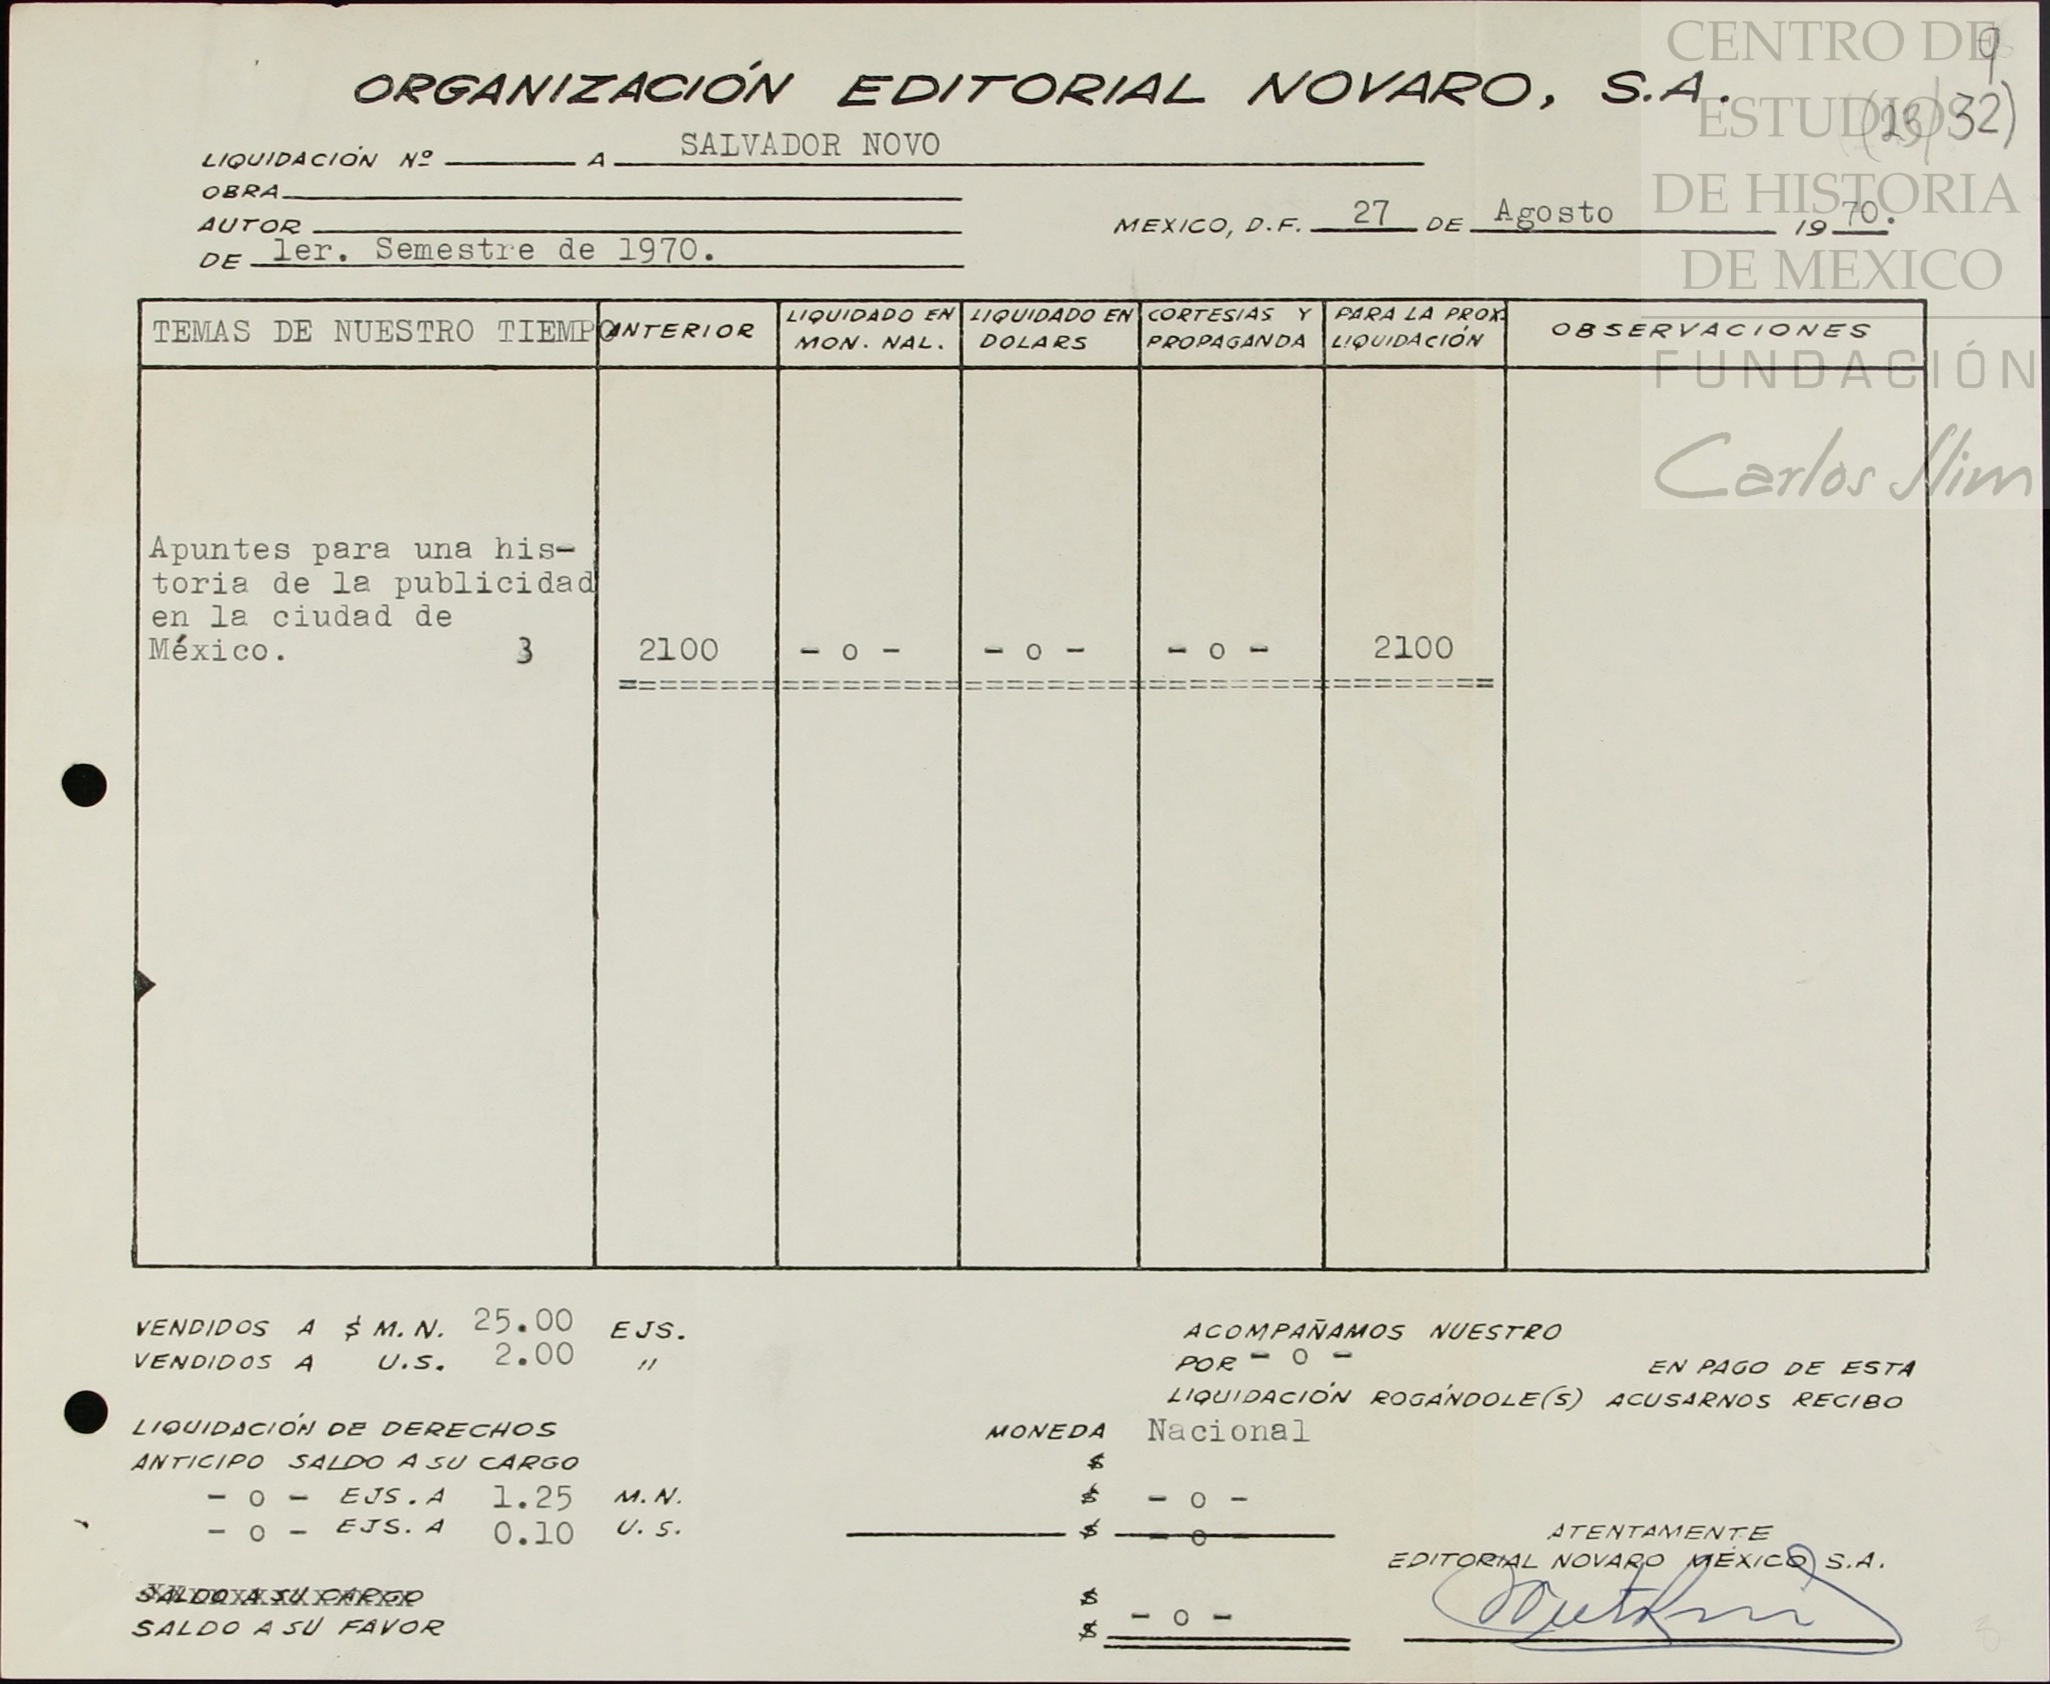 ORGANIZACIÓN EDITORIAL NOVARO, S.A.
CENTRO DE
ESTUDIOS
DE HISTORIA
DE MEXICO
FUNDACIÓN
Carlos Slim
9
(23) 32)
LIQUIDACIÓN Nº A SALVADOR NOVO
OBRA
AUTOR
MEXICO, D.F. 27 DE Agosto 1970.
DE 1er. Semestre de 1970.
TEMAS DE NUESTRO TIEMPO ANTERIOR LIQUIDADO EN MON. NAL. LIQUIDADO EN DOLARS CORTESIAS Y PROPAGANDA PARA LA PROX. LIQUIDACIÓN OBSERVACIONES
Apuntes para una his-
toria de la publicidad
en la ciudad de
México. 3 2100 - o - - o - - o - 2100
VENDIDOS A $ M.N. 25.00 EJS.
VENDIDOS A U.S. 2.00 "
ACOMPAÑAMOS NUESTRO
POR - o - EN PAGO DE ESTA
LIQUIDACIÓN ROGÁNDOLE(S) ACUSARNOS RECIBO
LIQUIDACIÓN DE DERECHOS MONEDA Nacional
ANTICIPO SALDO A SU CARGO $
- o - EJS. A 1.25 M.N. $ - o -
- o - EJS. A 0.10 U.S. $ - o -
ATENTAMENTE
EDITORIAL NOVARO MÉXICO S.A.
SALDO A SU CARGO $
SALDO A SU FAVOR $ - o -